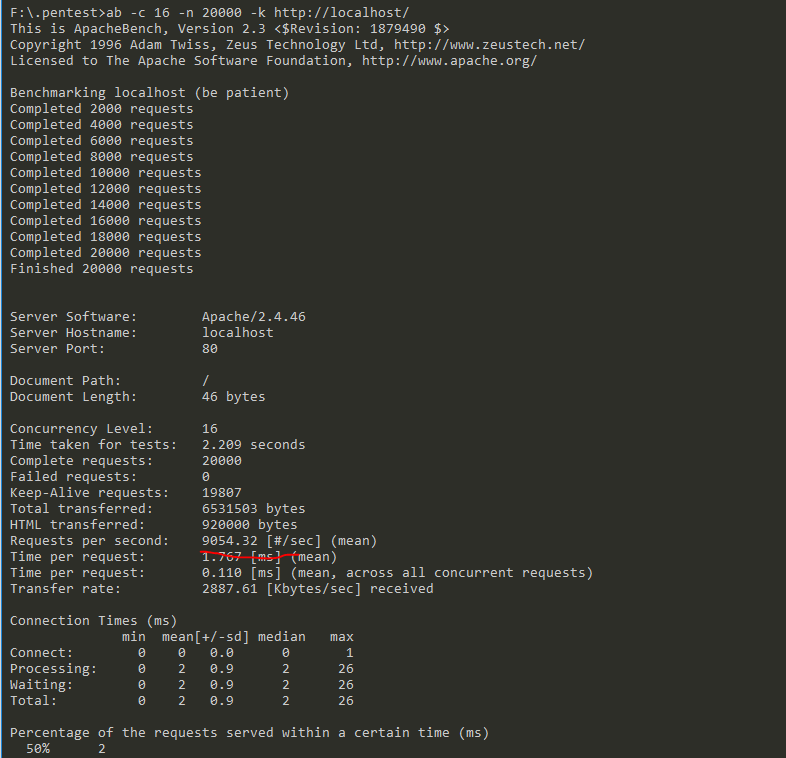 F:\.pentest>ab -c 16 -n 20000 -k http://localhost/
This is ApacheBench, Version 2.3 <$Revision: 1879490 $>
Copyright 1996 Adam Twiss, Zeus Technology Ltd, http://www.zeustech.net/
Licensed to The Apache Software Foundation, http://www.apache.org/

Benchmarking localhost (be patient)
Completed 2000 requests
Completed 4000 requests
Completed 6000 requests
Completed 8000 requests
Completed 10000 requests
Completed 12000 requests
Completed 14000 requests
Completed 16000 requests
Completed 18000 requests
Completed 20000 requests
Finished 20000 requests

Server Software:        Apache/2.4.46
Server Hostname:        localhost
Server Port:            80

Document Path:          /
Document Length:        46 bytes

Concurrency Level:      16
Time taken for tests:   2.209 seconds
Complete requests:      20000
Failed requests:        0
Keep-Alive requests:    19807
Total transferred:      6531503 bytes
HTML transferred:       920000 bytes
Requests per second:    9054.32 [#/sec] (mean)
Time per request:       1.767 [ms] (mean)
Time per request:       0.110 [ms] (mean, across all concurrent requests)
Transfer rate:          2887.61 [Kbytes/sec] received

Connection Times (ms)
              min  mean[+/-sd] median   max
Connect:        0    0   0.0      0       1
Processing:     0    2   0.9      2      26
Waiting:        0    2   0.9      2      26
Total:          0    2   0.9      2      26

Percentage of the requests served within a certain time (ms)
  50%      2